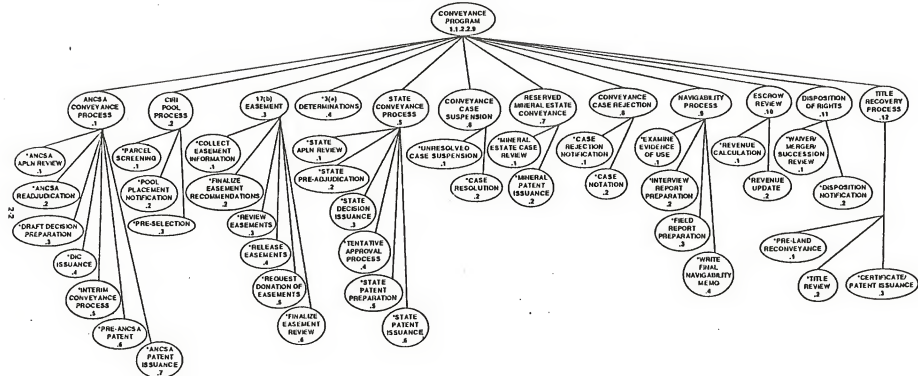 CONVEYANCE
PROGRAM
1.1.2.2.9
ANCSA
CONVEYANCE
PROCESS
.1
CIRI
POOL
PROCESS
.2
17(b)
EASEMENT
.3
*3(e)
DETERMINATIONS
.4
STATE
CONVEYANCE
PROCESS
.5
CONVEYANCE
CASE
SUSPENSION
.6
RESERVED
MINERAL ESTATE
CONVEYANCE
.7
CONVEYANCE
CASE REJECTION
.8
NAVIGABILITY
PROCESS
.9
ESCROW
REVIEW
.10
DISPOSITION
OF RIGHTS
.11
TITLE
RECOVERY
PROCESS
.12
*ANCSA
APLN REVIEW
.1
*ANCSA
READJUDICATION
.2
*DRAFT DECISION
PREPARATION
.3
*DIC
ISSUANCE
.4
*INTERIM
CONVEYANCE
PROCESS
.5
*PRE-ANCSA
PATENT
.6
*ANCSA
PATENT
ISSUANCE
.7
*PARCEL
SCREENING
.1
*POOL
PLACEMENT
NOTIFICATION
.2
*PRE-SELECTION
.3
*COLLECT
EASEMENT
INFORMATION
.1
*FINALIZE
EASEMENT
RECOMMENDATIONS
.2
*REVIEW
EASEMENTS
.3
*RELEASE
EASEMENTS
.4
*REQUEST
DONATION OF
EASEMENTS
.5
*FINALIZE
EASEMENT
REVIEW
.6
*STATE
APLN REVIEW
.1
*STATE
PRE-ADJUDICATION
.2
*STATE
DECISION
ISSUANCE
.3
*TENTATIVE
APPROVAL
PROCESS
.4
*STATE
PATENT
PREPARATION
.5
*STATE
PATENT
ISSUANCE
.6
*UNRESOLVED
CASE SUSPENSION
.1
*CASE
RESOLUTION
.2
*MINERAL
ESTATE CASE
REVIEW
.1
*MINERAL
PATENT
ISSUANCE
.2
*CASE
REJECTION
NOTIFICATION
.1
*CASE
NOTATION
.2
*EXAMINE
EVIDENCE
OF USE
.1
*INTERVIEW
REPORT
PREPARATION
.2
*FIELD
REPORT
PREPARATION
.3
*WRITE
FINAL
NAVIGABILITY
MEMO
.4
*REVENUE
CALCULATION
.1
*REVENUE
UPDATE
.2
*WAIVER/
MERGER/
SUCCESSION
REVIEW
.1
*DISPOSITION
NOTIFICATION
.2
*PRE-LAND
RECONVEYANCE
.1
*TITLE
REVIEW
.2
*CERTIFICATE/
PATENT ISSUANCE
.3
2-2